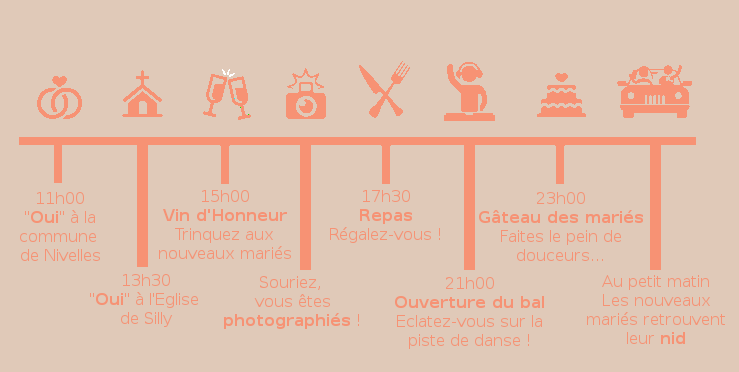 11h00
"Oui" à la
commune
de Nivelles
13h30
"Oui" à l'Eglise
de Silly
15h00
Vin d'Honneur
Trinquez aux
nouveaux mariés
Souriez,
vous êtes
photographiés !
17h30
Repas
Régalez-vous !
21h00
Ouverture du bal
Eclatez-vous sur la
piste de danse !
23h00
Gâteau des mariés
Faites le pein de
douceurs...
Au petit matin
Les nouveaux
mariés retrouvent
leur nid